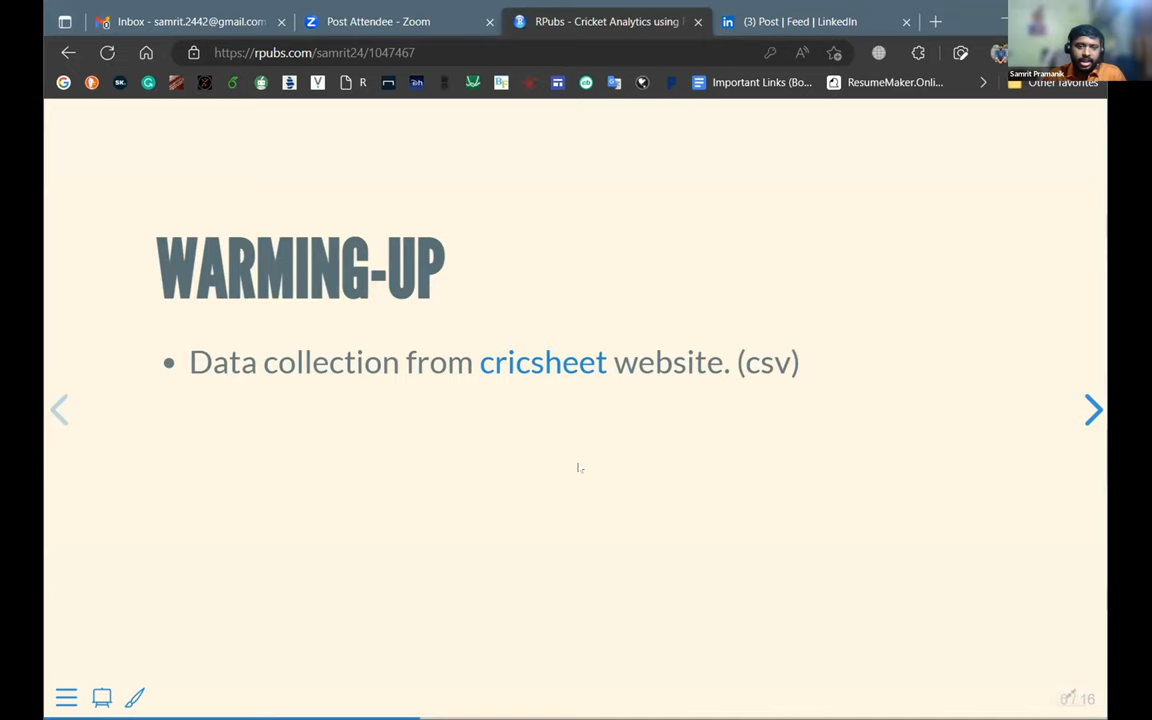 Inbox - samrit.2442@gmail.com
Post Attendee - Zoom
RPubs - Cricket Analytics using
(3) Post | Feed | LinkedIn
https://rpubs.com/samrit24/1047467
R
Important Links (Bo...
ResumeMaker.Onli...
Other favorites
Samrit Pramanik
WARMING-UP
• Data collection from cricsheet website. (csv)
/ 16